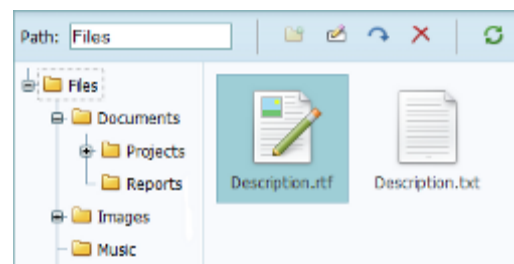 Path: Files
Files
Documents
Projects
Reports
Images
Music
Description.rtf
Description.txt